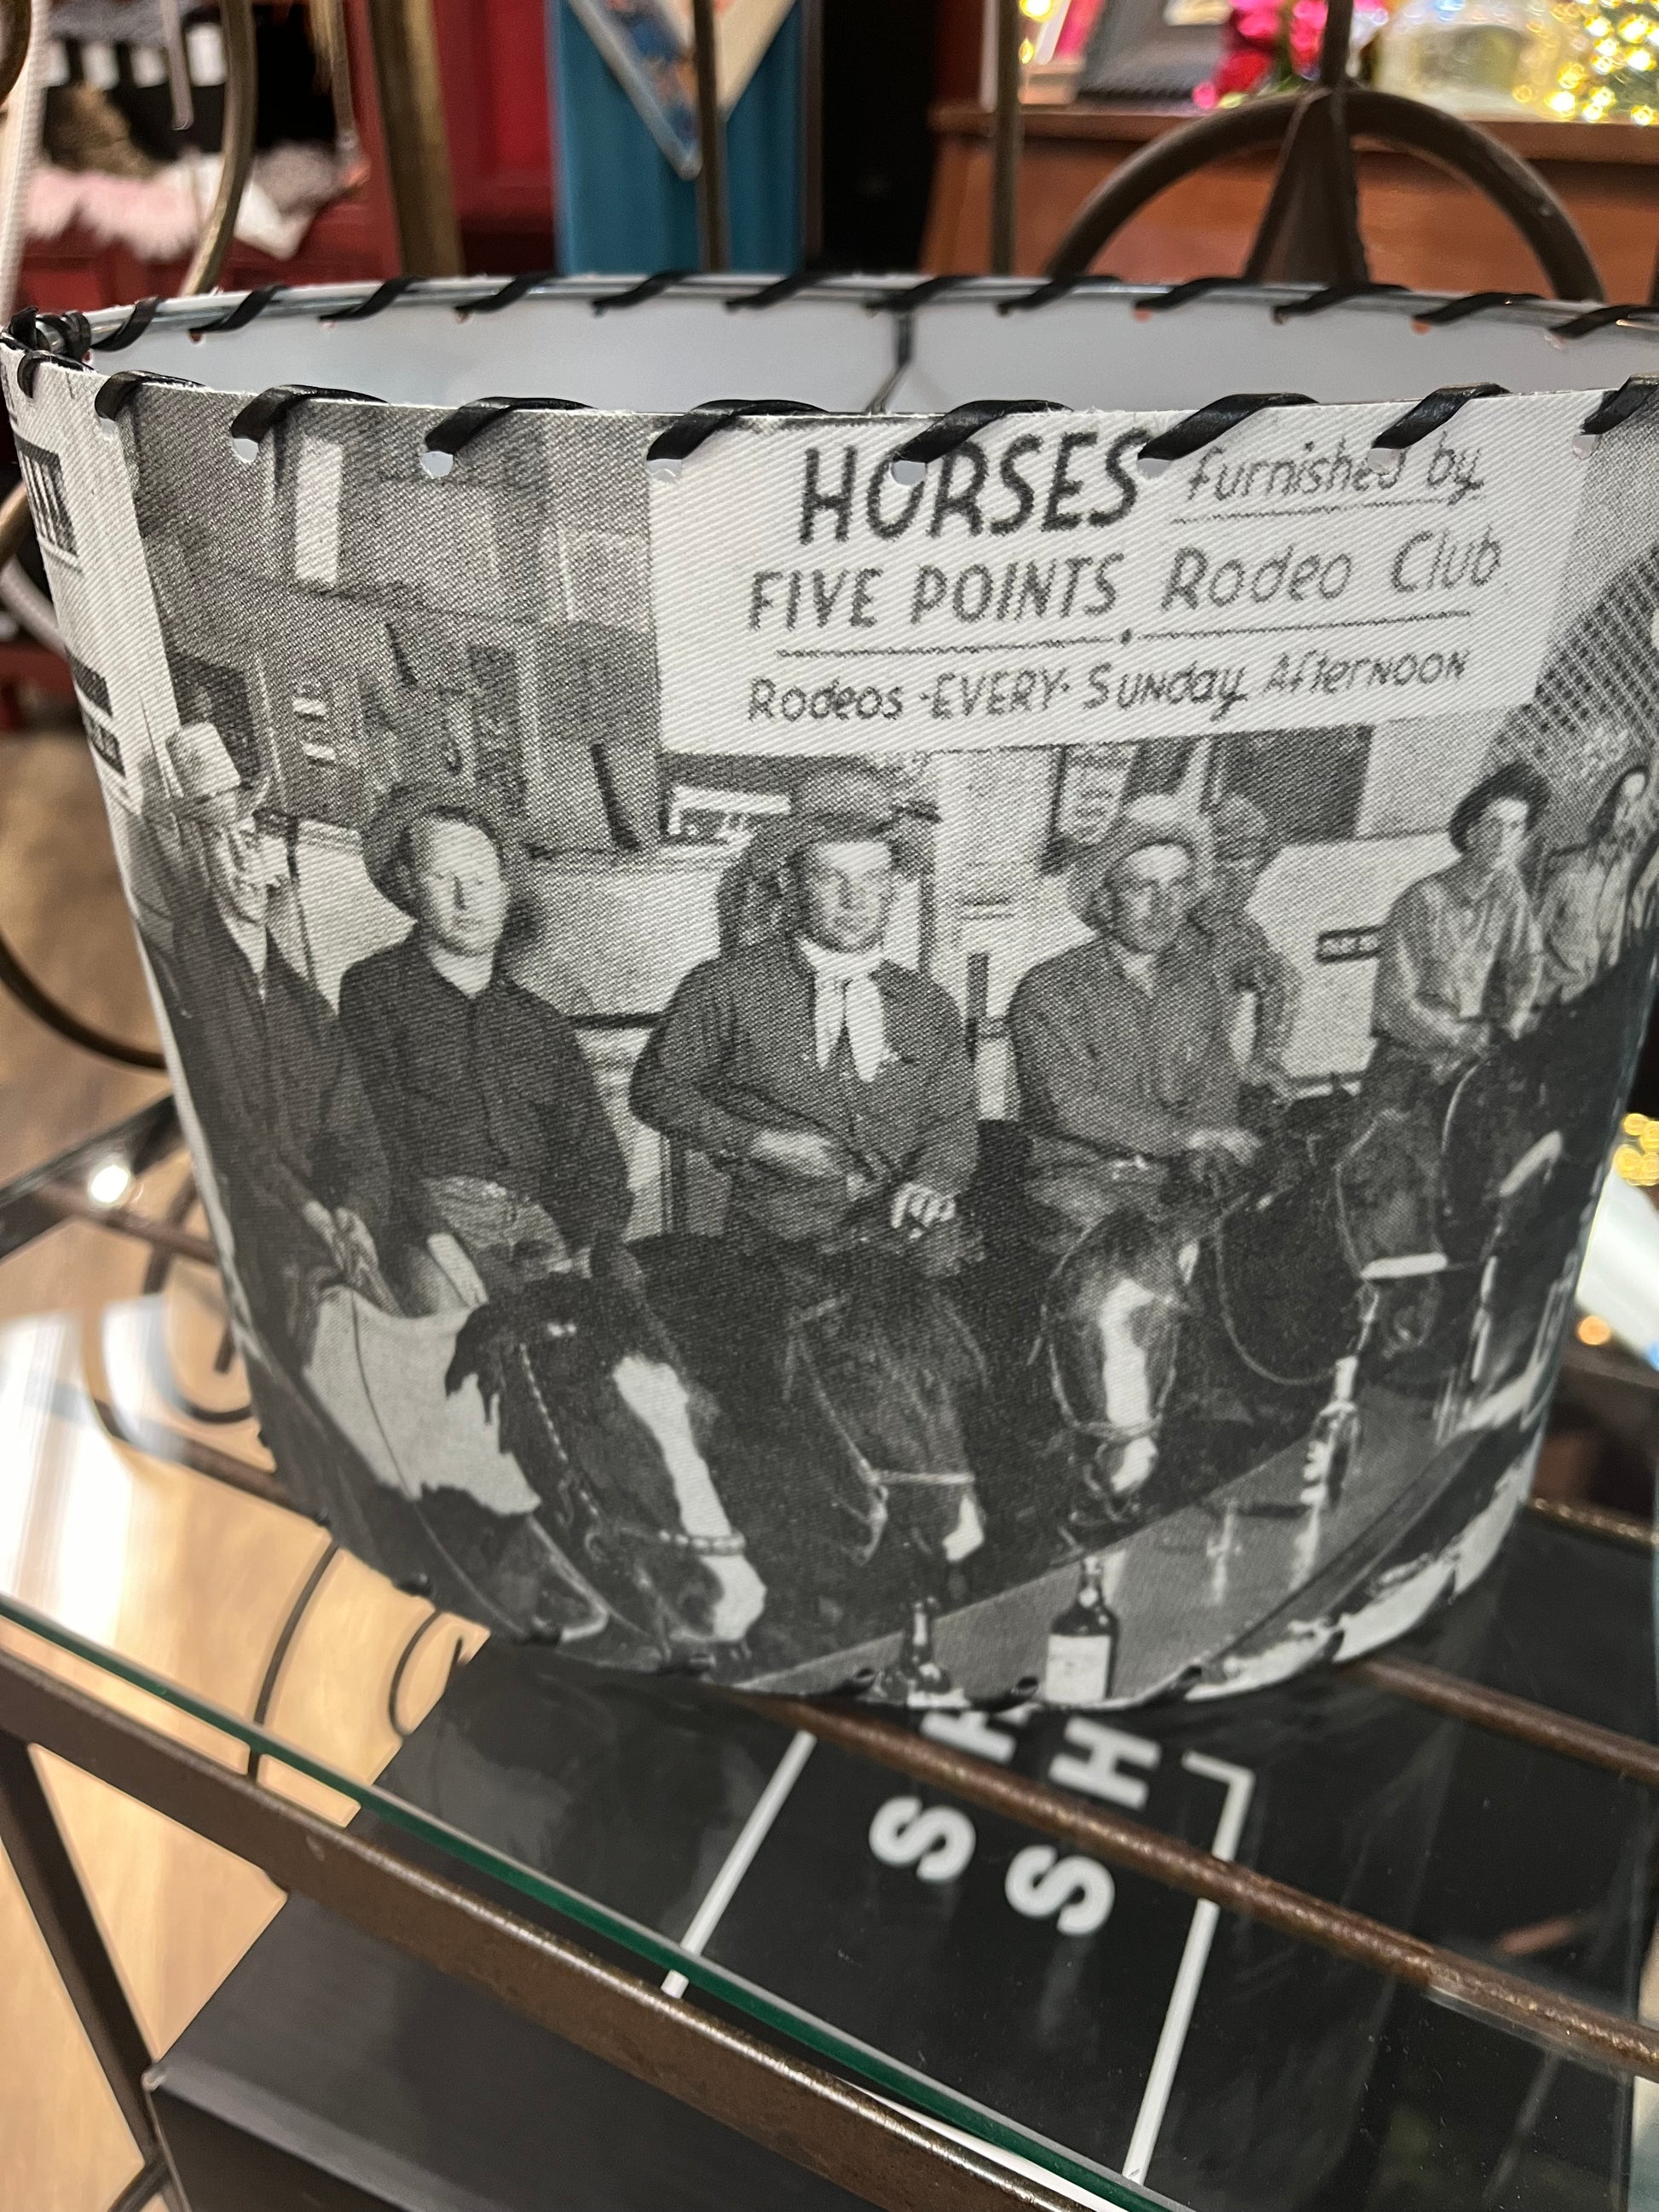 HORSES furnished by
FIVE POINTS Rodeo Club
Rodeos -EVERY- Sunday AfterNOON
S H
S